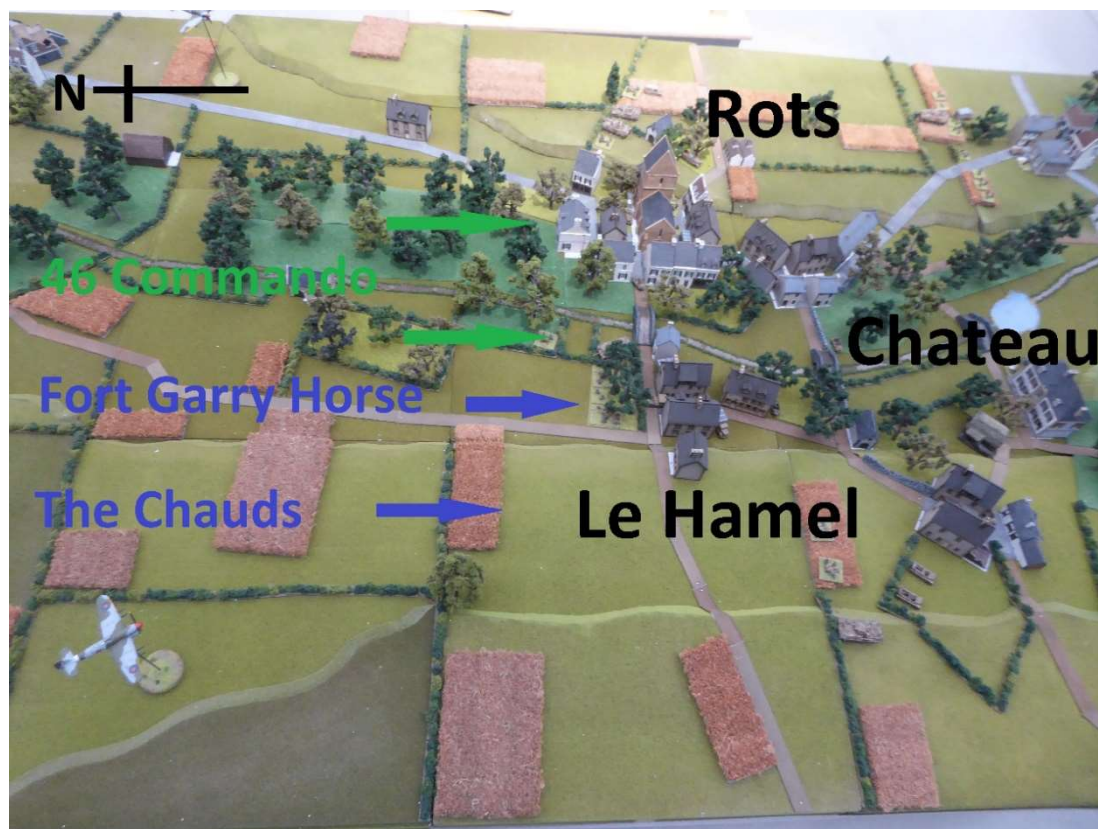 N
Rots
46 Commando
Chateau
Fort Garry Horse
The Chauds
Le Hamel